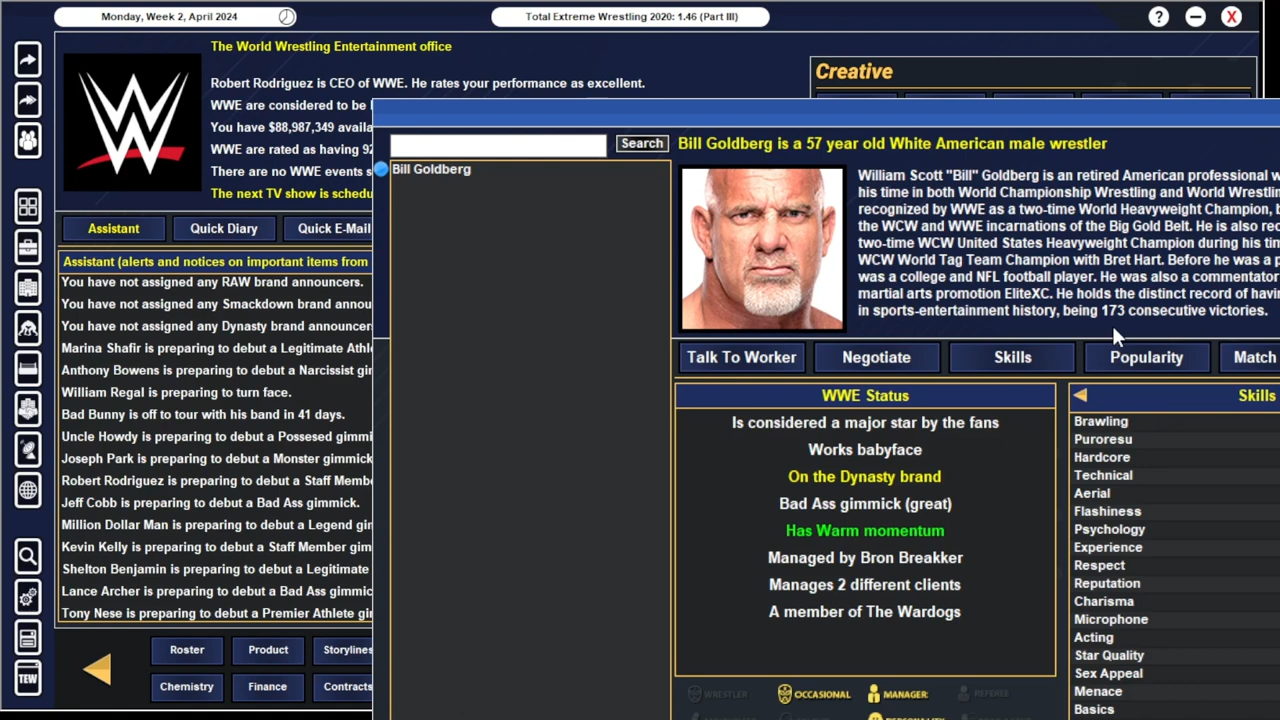 Monday, Week 2, April 2024
Total Extreme Wrestling 2020: 1.46 (Part III)
?
X
The World Wrestling Entertainment office
Robert Rodriguez is CEO of WWE. He rates your performance as excellent.
WWE are considered to be
You have $88,987,349 availa
WWE are rated as having 92
There are no WWE events s
The next TV show is schedu
Creative
Assistant
Quick Diary
Quick E-Mail
Assistant (alerts and notices on important items from
You have not assigned any RAW brand announcers.
You have not assigned any Smackdown brand annou
You have not assigned any Dynasty brand announcer
Marina Shafir is preparing to debut a Legitimate Athl
Anthony Bowens is preparing to debut a Narcissist gi
William Regal is preparing to turn face.
Bad Bunny is off to tour with his band in 41 days.
Uncle Howdy is preparing to debut a Possesed gimmi
Joseph Park is preparing to debut a Monster gimmick
Robert Rodriguez is preparing to debut a Staff Membe
Jeff Cobb is preparing to debut a Bad Ass gimmick.
Million Dollar Man is preparing to debut a Legend gir
Kevin Kelly is preparing to debut a Staff Member gim
Shelton Benjamin is preparing to debut a Legitimate
Lance Archer is preparing to debut a Bad Ass gimmic
Tony Nese is preparing to debut a Premier Athlete gi
Roster
Product
Storylines
Chemistry
Finance
Contracts
TEW
Search
Bill Goldberg
Bill Goldberg is a 57 year old White American male wrestler
William Scott "Bill" Goldberg is an retired American professional w
his time in both World Championship Wrestling and World Wrestlin
recognized by WWE as a two-time World Heavyweight Champion, b
the WCW and WWE incarnations of the Big Gold Belt. He is also rec
two-time WCW United States Heavyweight Champion during his tim
WCW World Tag Team Champion with Bret Hart. Before he was a p
was a college and NFL football player. He was also a commentator
martial arts promotion EliteXC. He holds the distinct record of havin
in sports-entertainment history, being 173 consecutive victories.
Talk To Worker
Negotiate
Skills
Popularity
Match
WWE Status
Is considered a major star by the fans
Works babyface
On the Dynasty brand
Bad Ass gimmick (great)
Has Warm momentum
Managed by Bron Breakker
Manages 2 different clients
A member of The Wardogs
WRESTLER
OCCASIONAL
MANAGER
REFEREE
PERSONALITY
Skills
Brawling
Puroresu
Hardcore
Technical
Aerial
Flashiness
Psychology
Experience
Respect
Reputation
Charisma
Microphone
Acting
Star Quality
Sex Appeal
Menace
Basics